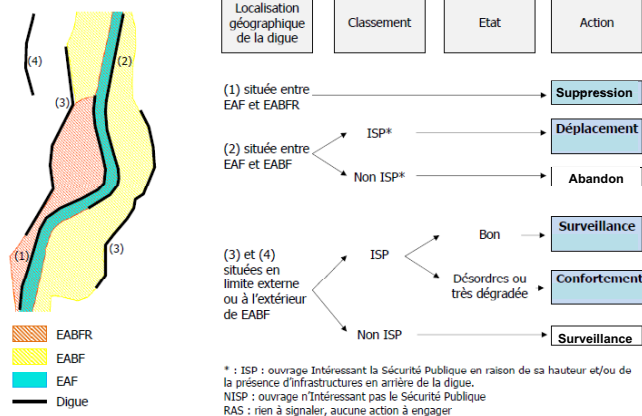 (4)
(2)
(3)
(1)
(3)
EABFR
EABF
EAF
Digue
Localisation
géographique
de la digue
Classement
Etat
Action
(1) située entre
EAF et EABFR
Suppression
(2) située entre
EAF et EABF
ISP*
Déplacement
Non ISP*
Abandon
(3) et (4)
situées en
limite externe
ou à l'extérieur
de EABF
ISP
Bon
Surveillance
Désordres ou
très dégradée
Confortement
Non ISP
Surveillance
* : ISP : ouvrage Intéressant la Sécurité Publique en raison de sa hauteur et/ou de
la présence d'infrastructures en arrière de la digue.
NISP : ouvrage n'Intéressant pas le Sécurité Publique
RAS : rien à signaler, aucune action à engager